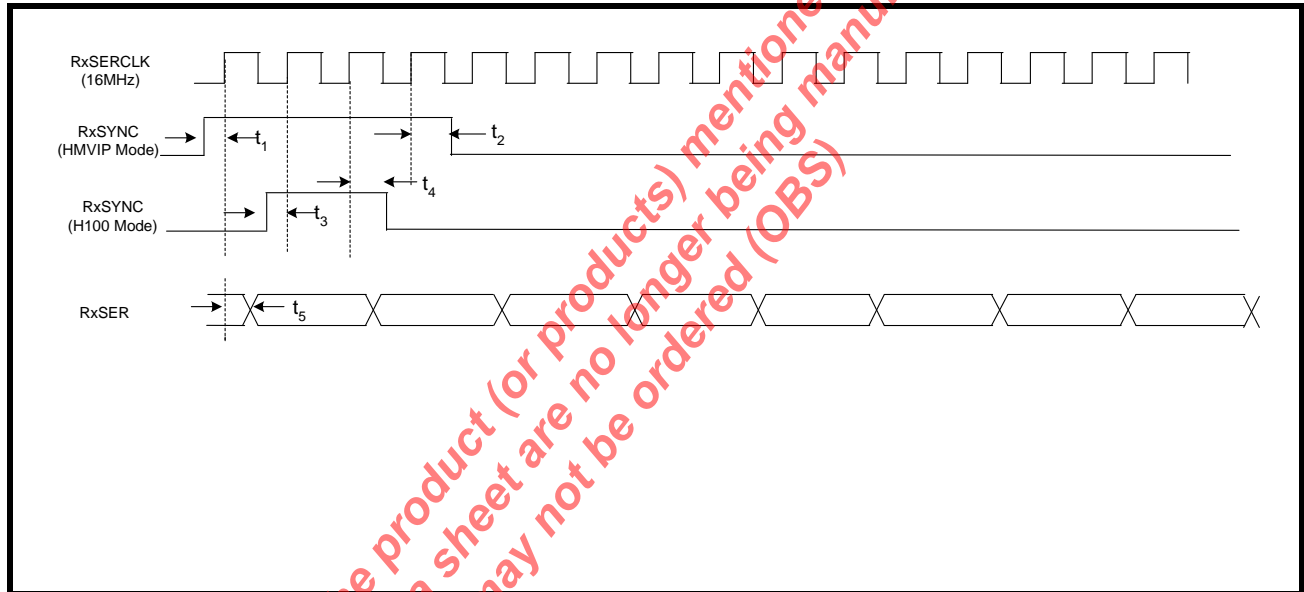 RxSERCLK
(16MHz)
RxSYNC
(HMVIP Mode)
t1
t2
RxSYNC
(H100 Mode)
t3
t4
RxSER
t5
e product (or products) mentione
sheet are no longer being manu
may not be ordered (OBS)